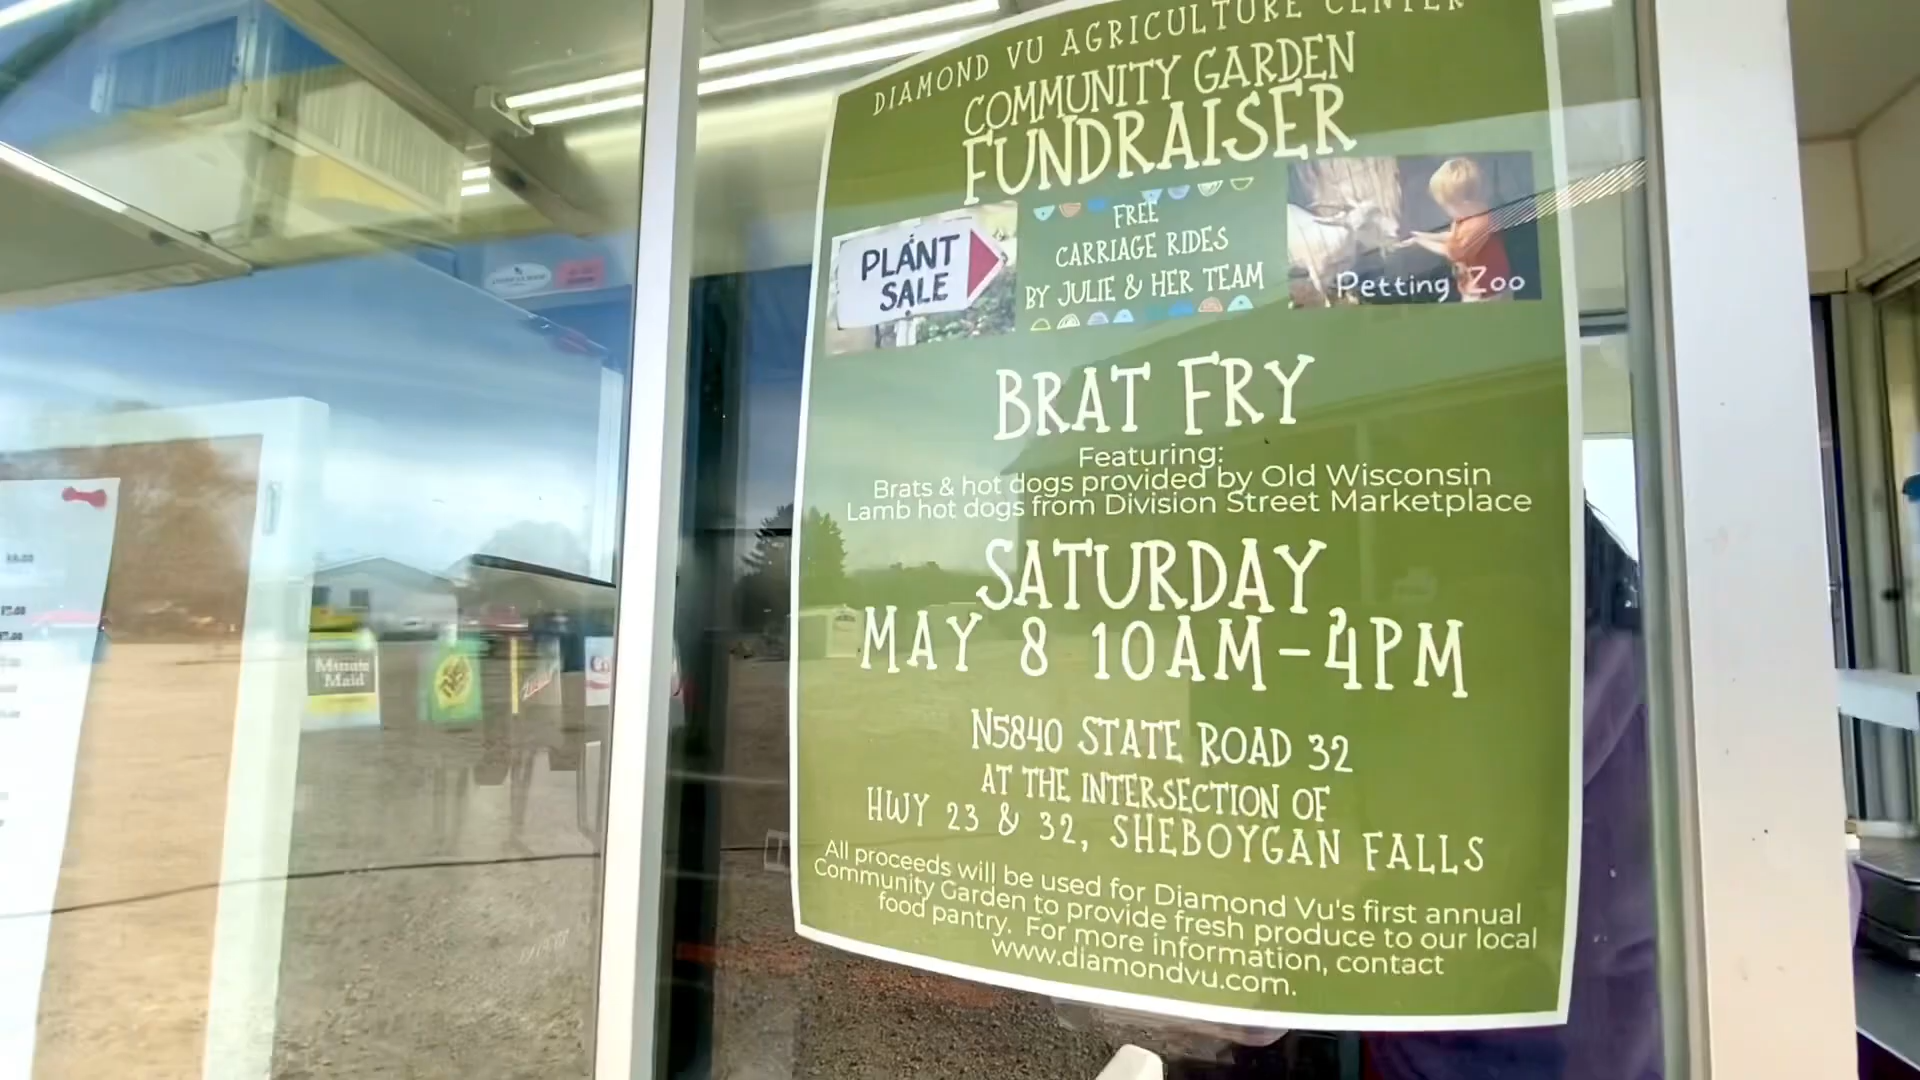 DIAMOND VU AGRICULTURE CENTER
COMMUNITY GARDEN
FUNDRAISER
PLANT
SALE
FREE
CARRIAGE RIDES
BY JULIE & HER TEAM
Petting Zoo
BRAT FRY
Featuring:
Brats & hot dogs provided by Old Wisconsin
Lamb hot dogs from Division Street Marketplace
SATURDAY
MAY 8 10AM-4PM
N5840 STATE ROAD 32
AT THE INTERSECTION OF
HWY 23 & 32, SHEBOYGAN FALLS
All proceeds will be used for Diamond Vu's first annual
Community Garden to provide fresh produce to our local
food pantry. For more information, contact
www.diamondvu.com.
Minute
Maid